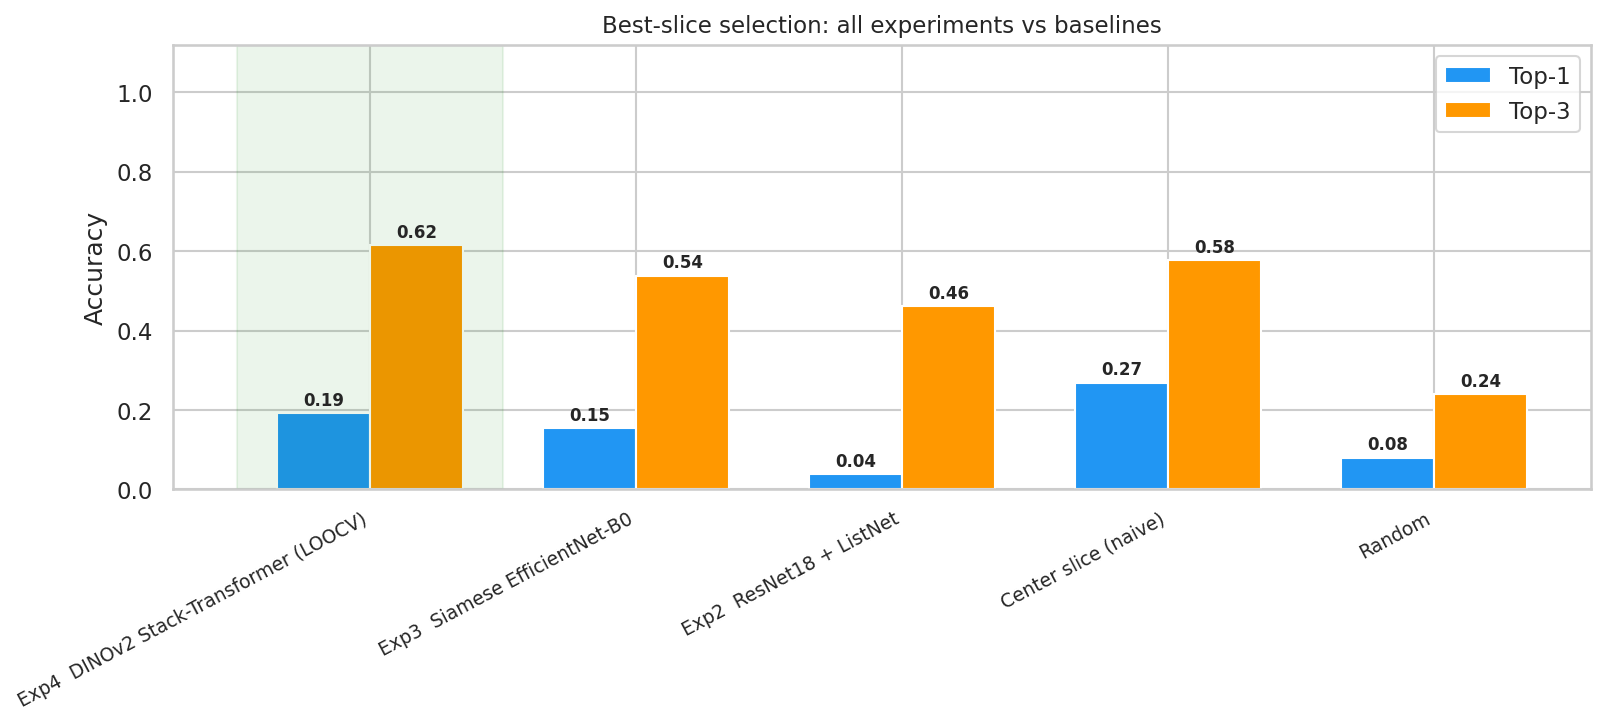 Best-slice selection: all experiments vs baselines
Top-1
Top-3
Accuracy
1.0
0.8
0.6
0.4
0.2
0.0
0.19
0.62
0.15
0.54
0.04
0.46
0.27
0.58
0.08
0.24
Exp4  DINOv2 Stack-Transformer (LOOCV)
Exp3  Siamese EfficientNet-B0
Exp2  ResNet18 + ListNet
Center slice (naive)
Random